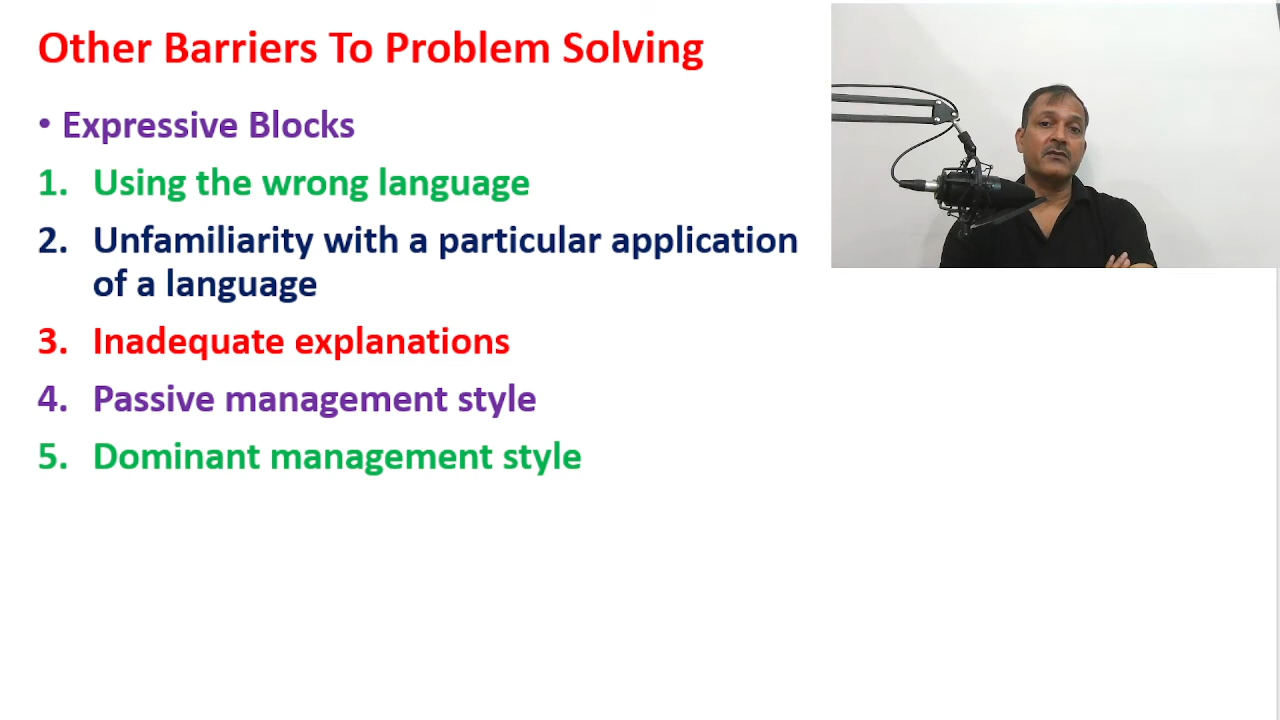 Other Barriers To Problem Solving
• Expressive Blocks
1. Using the wrong language
2. Unfamiliarity with a particular application
of a language
3. Inadequate explanations
4. Passive management style
5. Dominant management style